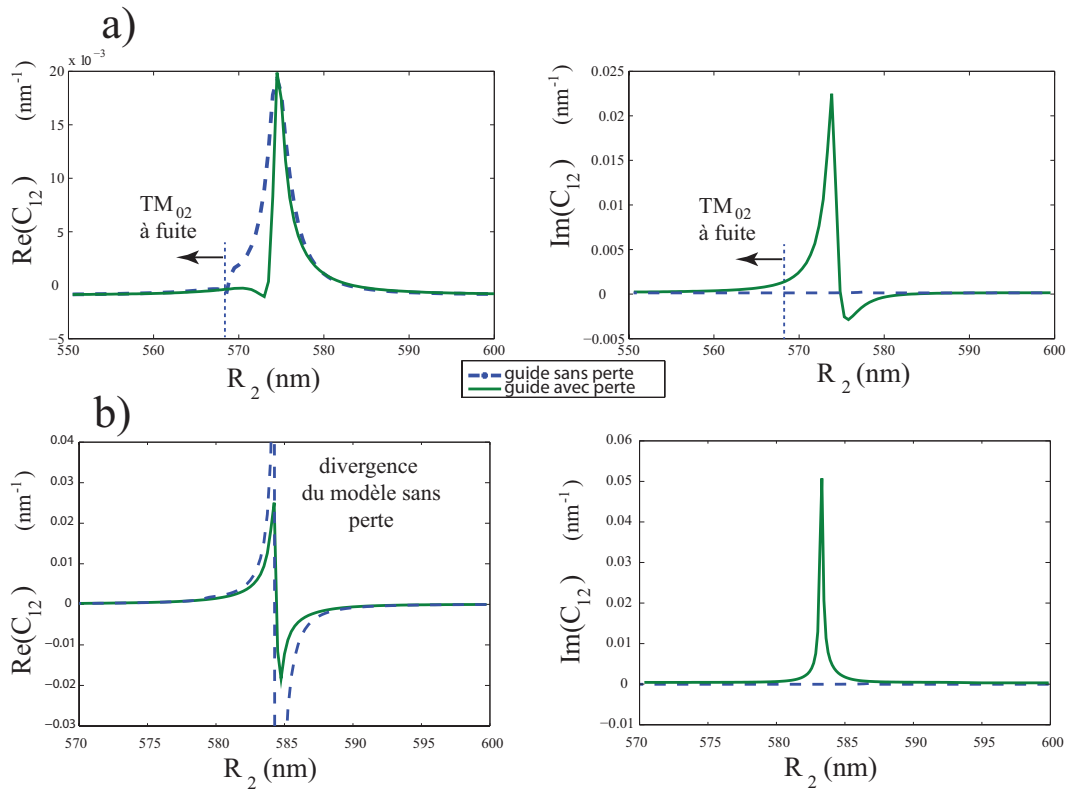 a)
x 10⁻³
20
15
10
5
0
−5
550
560
570
580
590
600
Re(C₁₂) (nm⁻¹)
R₂ (nm)
TM₀₂
à fuite
0.025
0.02
0.015
0.01
0.005
0
−0.005
550
560
570
580
590
600
Im(C₁₂) (nm⁻¹)
R₂ (nm)
TM₀₂
à fuite
guide sans perte
guide avec perte
b)
0.04
0.03
0.02
0.01
0
−0.01
−0.02
−0.03
570
575
580
585
590
595
600
Re(C₁₂) (nm⁻¹)
R₂ (nm)
divergence
du modèle sans
perte
0.06
0.05
0.04
0.03
0.02
0.01
0
−0.01
570
575
580
585
590
595
600
Im(C₁₂) (nm⁻¹)
R₂ (nm)